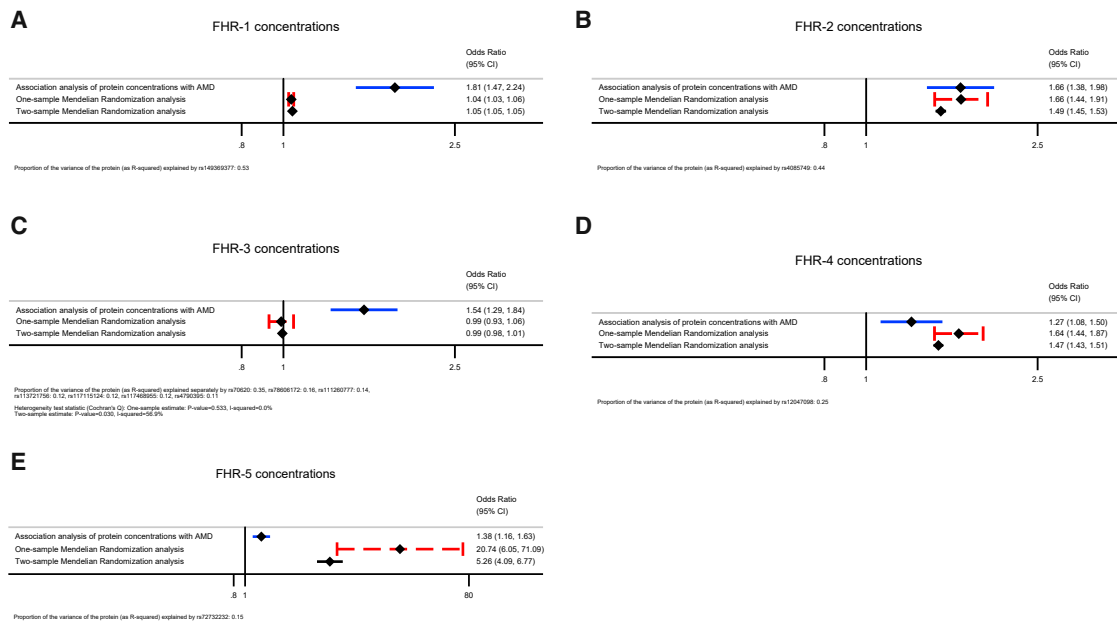 A
FHR-1 concentrations
Odds Ratio
(95% CI)
Association analysis of protein concentrations with AMD 1.81 (1.47, 2.24)
One-sample Mendelian Randomization analysis 1.04 (1.03, 1.06)
Two-sample Mendelian Randomization analysis 1.05 (1.05, 1.05)
.8 1 2.5
Proportion of the variance of the protein (as R-squared) explained by rs149369377: 0.53
B
FHR-2 concentrations
Odds Ratio
(95% CI)
Association analysis of protein concentrations with AMD 1.66 (1.38, 1.98)
One-sample Mendelian Randomization analysis 1.66 (1.44, 1.91)
Two-sample Mendelian Randomization analysis 1.49 (1.45, 1.53)
.8 1 2.5
Proportion of the variance of the protein (as R-squared) explained by rs4085749: 0.44
C
FHR-3 concentrations
Odds Ratio
(95% CI)
Association analysis of protein concentrations with AMD 1.54 (1.29, 1.84)
One-sample Mendelian Randomization analysis 0.99 (0.93, 1.06)
Two-sample Mendelian Randomization analysis 0.99 (0.98, 1.01)
.8 1 2.5
Proportion of the variance of the protein (as R-squared) explained separately by rs70620: 0.35, rs78606172: 0.16, rs111260777: 0.14,
rs113721756: 0.12, rs117115124: 0.12, rs117468955: 0.12, rs4790395: 0.11
Heterogeneity test statistic (Cochran's Q): One-sample estimate: P-value=0.533, I-squared=0.0%
Two-sample estimate: P-value=0.030, I-squared=56.9%
D
FHR-4 concentrations
Odds Ratio
(95% CI)
Association analysis of protein concentrations with AMD 1.27 (1.08, 1.50)
One-sample Mendelian Randomization analysis 1.64 (1.44, 1.87)
Two-sample Mendelian Randomization analysis 1.47 (1.43, 1.51)
.8 1 2.5
Proportion of the variance of the protein (as R-squared) explained by rs12047098: 0.25
E
FHR-5 concentrations
Odds Ratio
(95% CI)
Association analysis of protein concentrations with AMD 1.38 (1.16, 1.63)
One-sample Mendelian Randomization analysis 20.74 (6.05, 71.09)
Two-sample Mendelian Randomization analysis 5.26 (4.09, 6.77)
.8 1 80
Proportion of the variance of the protein (as R-squared) explained by rs72732232: 0.15